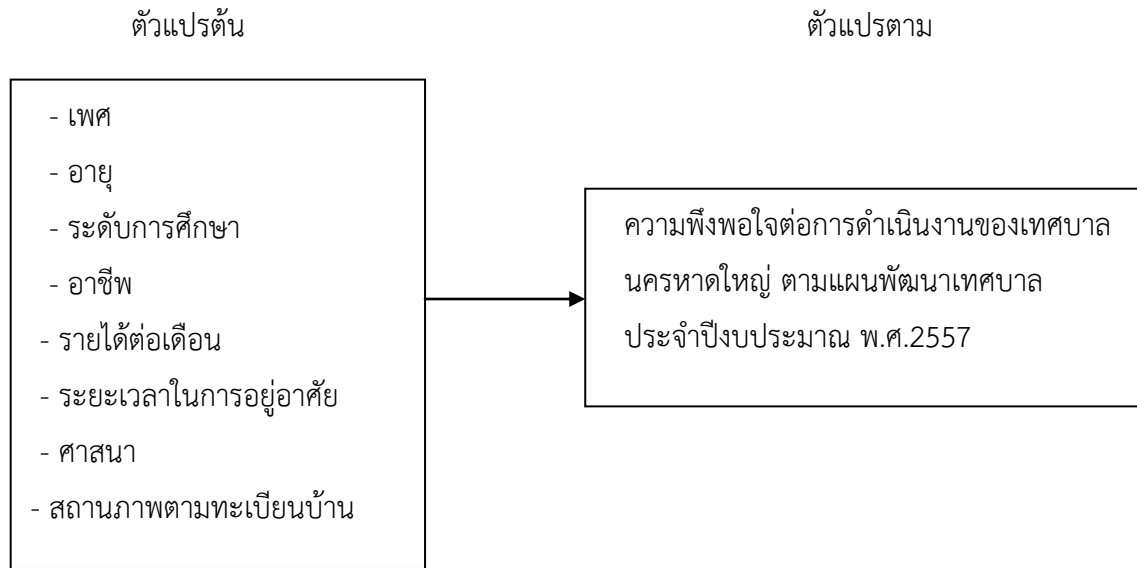 ตัวแปรต้น
ตัวแปรตาม
- เพศ
- อายุ
- ระดับการศึกษา
- อาชีพ
- รายได้ต่อเดือน
- ระยะเวลาในการอยู่อาศัย
- ศาสนา
- สถานภาพตามทะเบียนบ้าน
ความพึงพอใจต่อการดำเนินงานของเทศบาล
นครหาดใหญ่ ตามแผนพัฒนาเทศบาล
ประจำปีงบประมาณ พ.ศ.2557